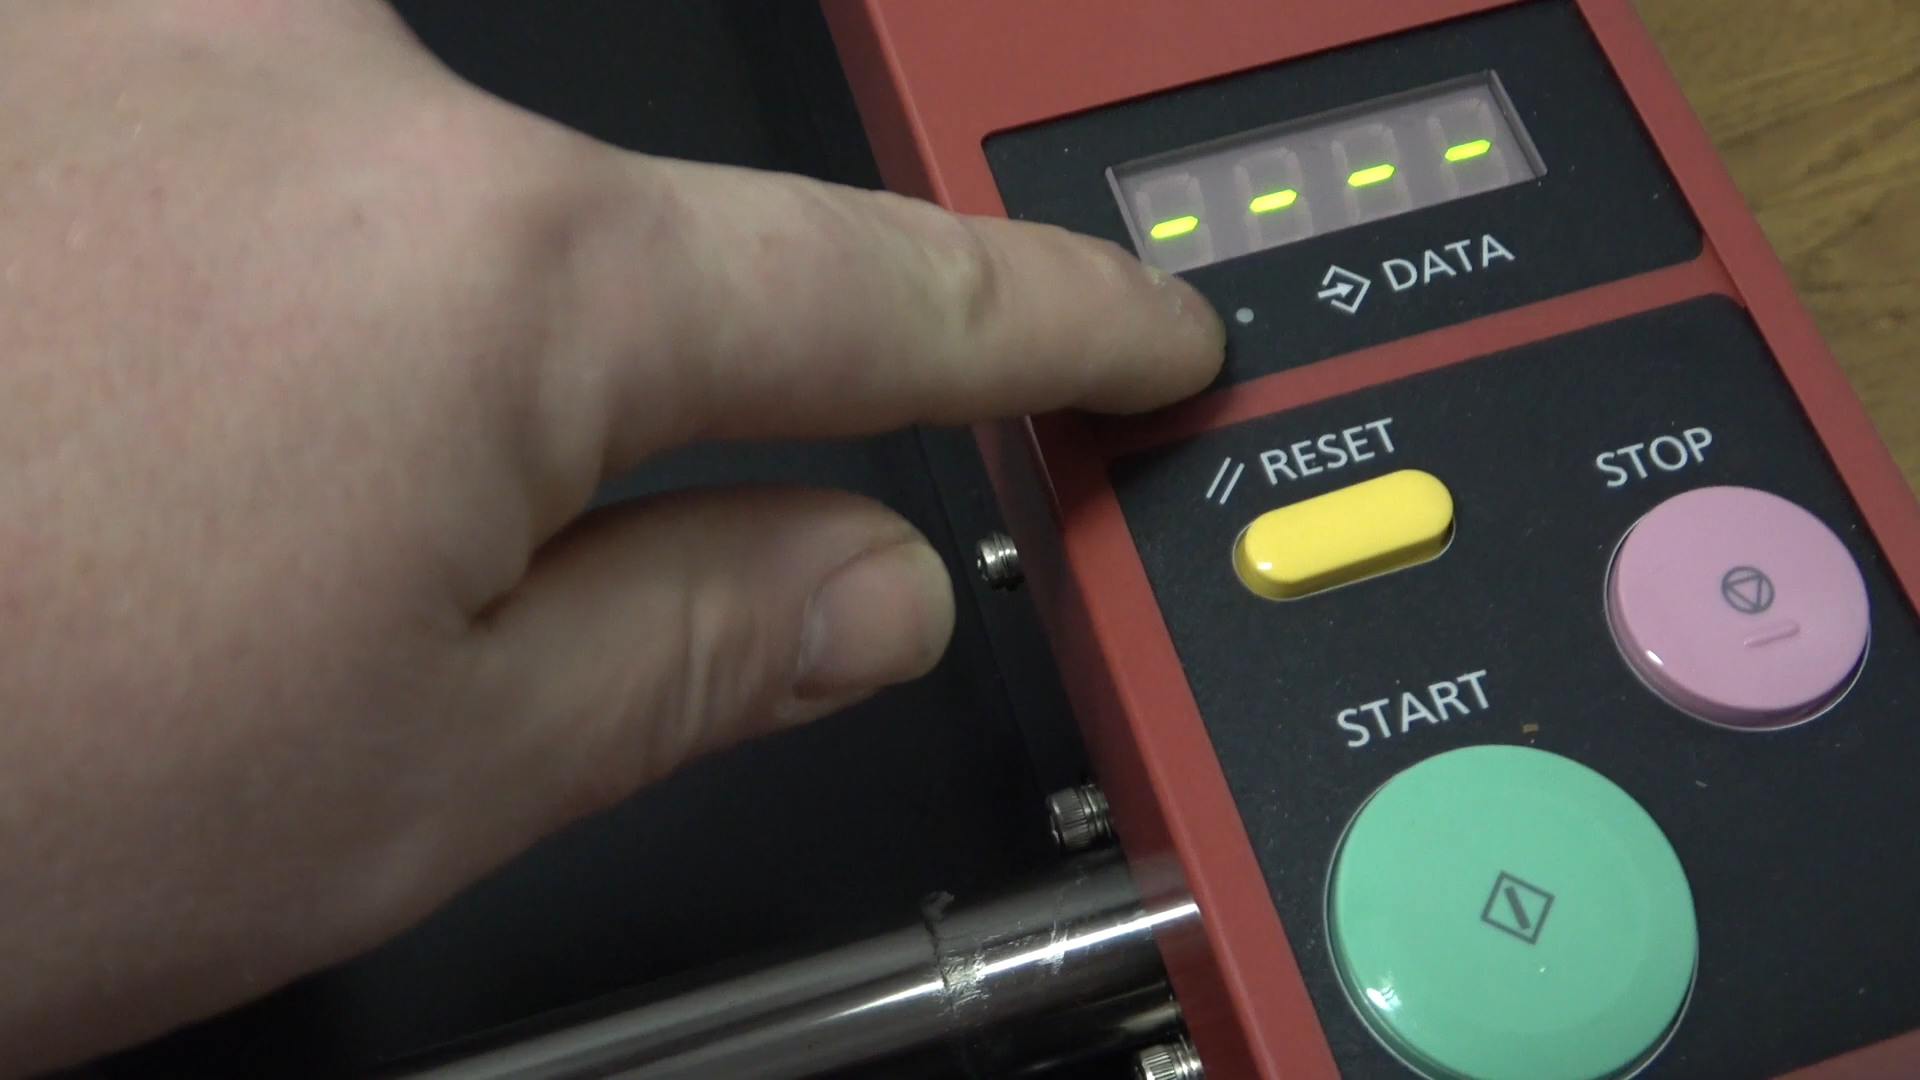 ----
DATA
// RESET
STOP
START